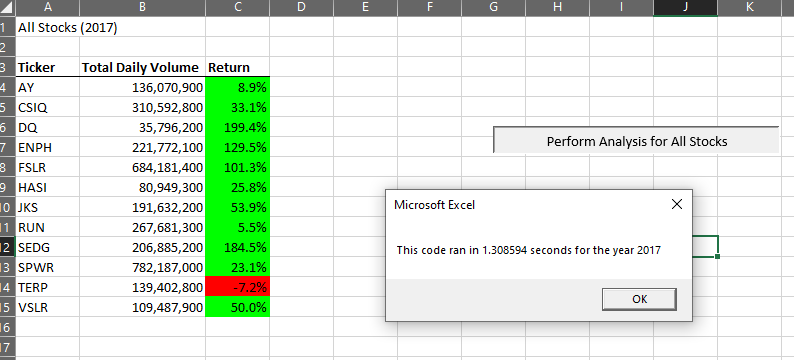 A B C D E F G H I J K
1 All Stocks (2017)
2
3 Ticker Total Daily Volume Return
4 AY 136,070,900 8.9%
5 CSIQ 310,592,800 33.1%
6 DQ 35,796,200 199.4%
7 ENPH 221,772,100 129.5%
8 FSLR 684,181,400 101.3%
9 HASI 80,949,300 25.8%
10 JKS 191,632,200 53.9%
11 RUN 267,681,300 5.5%
12 SEDG 206,885,200 184.5%
13 SPWR 782,187,000 23.1%
14 TERP 139,402,800 -7.2%
15 VSLR 109,487,900 50.0%
16
17
Perform Analysis for All Stocks
Microsoft Excel
This code ran in 1.308594 seconds for the year 2017
OK